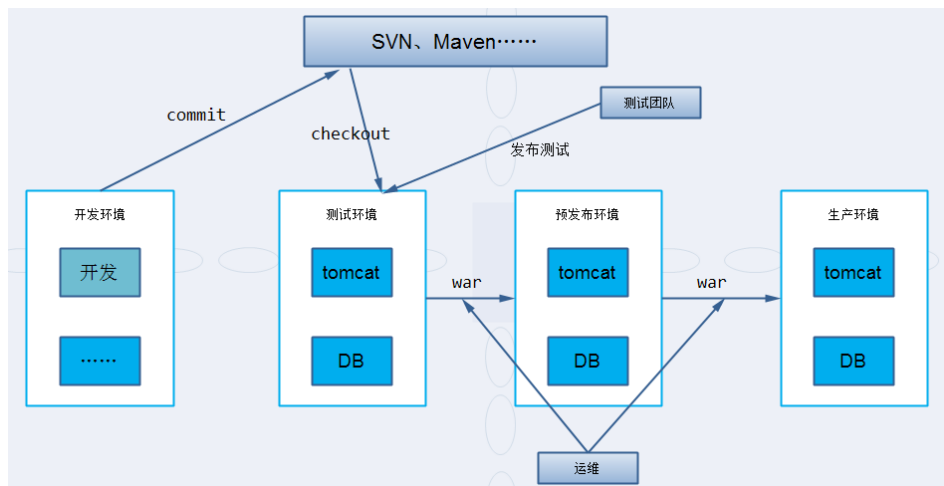 SVN、Maven……
测试团队
commit
checkout
发布测试
开发环境
开发
……
测试环境
tomcat
DB
war
预发布环境
tomcat
DB
war
生产环境
tomcat
DB
运维